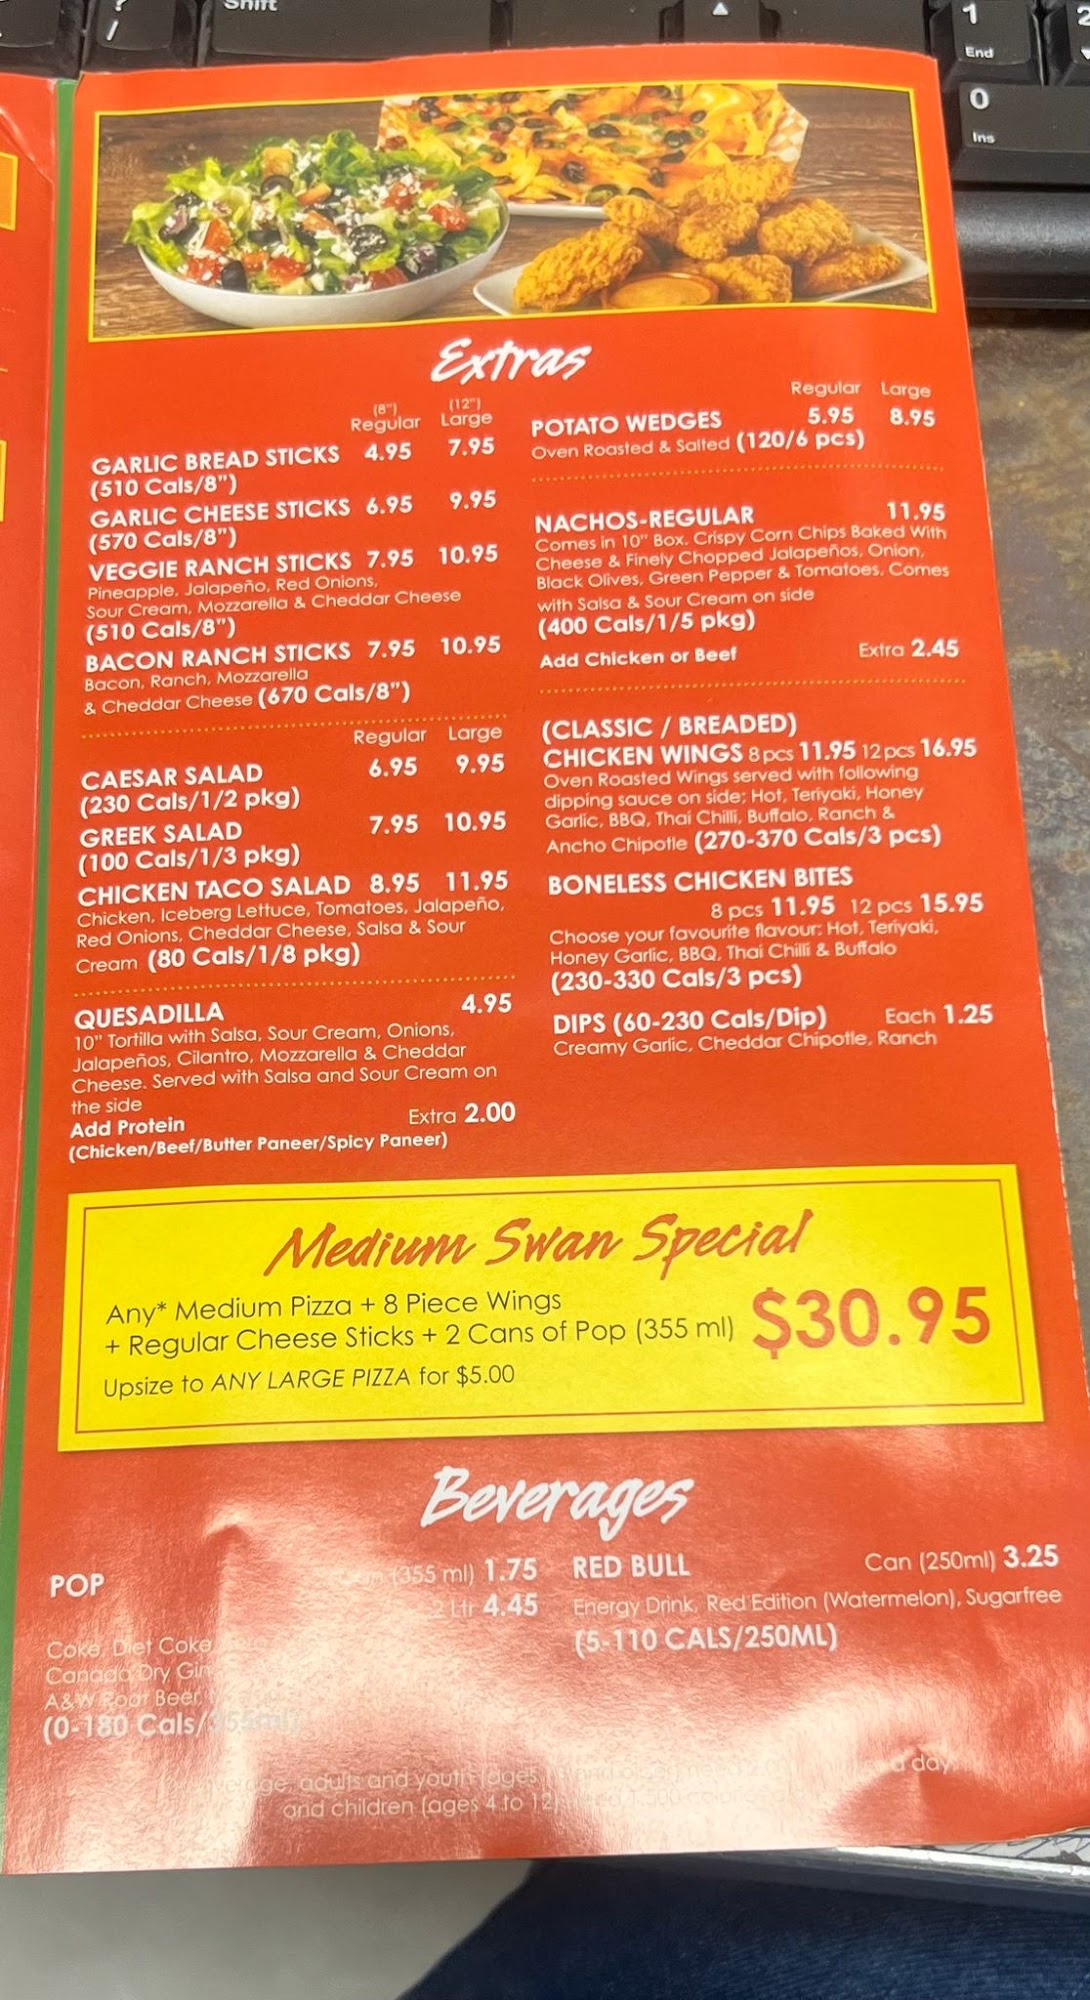 ?
/
Shift
1
End
2
0
Ins
Extras
(8") (12")
Regular Large
GARLIC BREAD STICKS 4.95 7.95
(510 Cals/8")
GARLIC CHEESE STICKS 6.95 9.95
(570 Cals/8")
VEGGIE RANCH STICKS 7.95 10.95
Pineapple, Jalapeño, Red Onions,
Sour Cream, Mozzarella & Cheddar Cheese
(510 Cals/8")
BACON RANCH STICKS 7.95 10.95
Bacon, Ranch, Mozzarella
& Cheddar Cheese (670 Cals/8")
Regular Large
CAESAR SALAD 6.95 9.95
(230 Cals/1/2 pkg)
GREEK SALAD 7.95 10.95
(100 Cals/1/3 pkg)
CHICKEN TACO SALAD 8.95 11.95
Chicken, Iceberg Lettuce, Tomatoes, Jalapeño,
Red Onions, Cheddar Cheese, Salsa & Sour
Cream (80 Cals/1/8 pkg)
QUESADILLA 4.95
10" Tortilla with Salsa, Sour Cream, Onions,
Jalapeños, Cilantro, Mozzarella & Cheddar
Cheese. Served with Salsa and Sour Cream on
the side
Add Protein Extra 2.00
(Chicken/Beef/Butter Paneer/Spicy Paneer)
Regular Large
POTATO WEDGES 5.95 8.95
Oven Roasted & Salted (120/6 pcs)
NACHOS-REGULAR 11.95
Comes in 10" Box. Crispy Corn Chips Baked With
Cheese & Finely Chopped Jalapeños, Onion,
Black Olives, Green Pepper & Tomatoes. Comes
with Salsa & Sour Cream on side
(400 Cals/1/5 pkg)
Add Chicken or Beef Extra 2.45
(CLASSIC / BREADED)
CHICKEN WINGS 8 pcs 11.95 12 pcs 16.95
Oven Roasted Wings served with following
dipping sauce on side; Hot, Teriyaki, Honey
Garlic, BBQ, Thai Chilli, Buffalo, Ranch &
Ancho Chipotle (270-370 Cals/3 pcs)
BONELESS CHICKEN BITES
8 pcs 11.95 12 pcs 15.95
Choose your favourite flavour: Hot, Teriyaki,
Honey Garlic, BBQ, Thai Chilli & Buffalo
(230-330 Cals/3 pcs)
DIPS (60-230 Cals/Dip) Each 1.25
Creamy Garlic, Cheddar Chipotle, Ranch
Medium Swan Special
Any* Medium Pizza + 8 Piece Wings
+ Regular Cheese Sticks + 2 Cans of Pop (355 ml) $30.95
Upsize to ANY LARGE PIZZA for $5.00
Beverages
POP (355 ml) 1.75
2 Ltr 4.45
Coke, Diet Coke,
Canada Dry
A&W Root Beer,
(0-180 Cals/355ml)
RED BULL Can (250ml) 3.25
Energy Drink, Red Edition (Watermelon), Sugarfree
(5-110 CALS/250ML)
adults and youth (ages a day,
and children (ages 4 to 12) 1,500